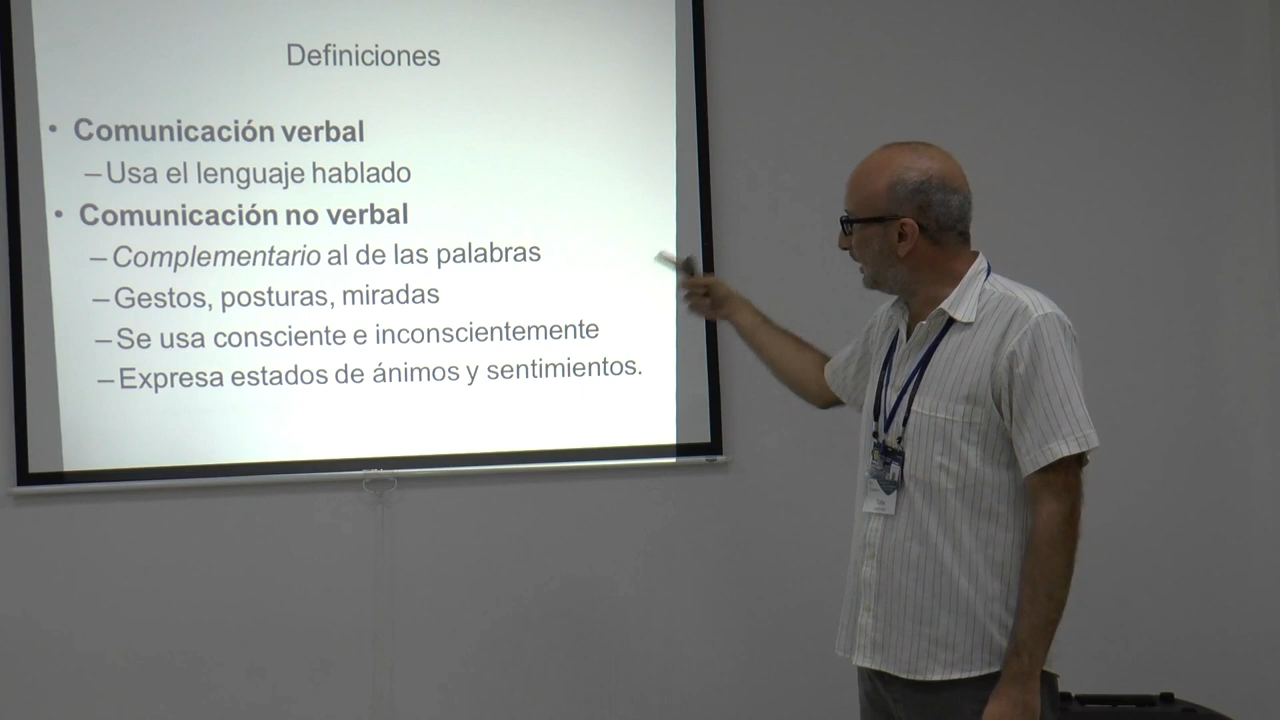 Definiciones
• Comunicación verbal
– Usa el lenguaje hablado
• Comunicación no verbal
– Complementario al de las palabras
– Gestos, posturas, miradas
– Se usa consciente e inconscientemente
– Expresa estados de ánimos y sentimientos.